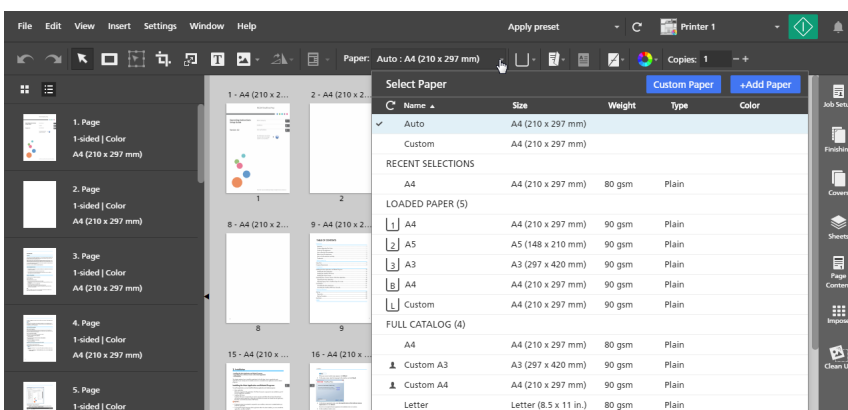 File Edit View Insert Settings Window Help Apply preset Printer 1
Paper: Auto : A4 (210 x 297 mm) Copies: 1
Select Paper Custom Paper +Add Paper
Name Size Weight Type Color
Auto A4 (210 x 297 mm)
Custom A4 (210 x 297 mm)
RECENT SELECTIONS
A4 A4 (210 x 297 mm) 80 gsm Plain
LOADED PAPER (5)
1 A4 A4 (210 x 297 mm) 90 gsm Plain
2 A5 A5 (148 x 210 mm) 90 gsm Plain
3 A3 A3 (297 x 420 mm) 90 gsm Plain
B A4 A4 (210 x 297 mm) 90 gsm Plain
L Custom A4 (210 x 297 mm) 90 gsm Plain
FULL CATALOG (4)
A4 A4 (210 x 297 mm) 80 gsm Plain
Custom A3 A3 (297 x 420 mm) 90 gsm Plain
Custom A4 A4 (210 x 297 mm) 90 gsm Plain
Letter Letter (8.5 x 11 in.) 80 gsm Plain
1. Page
1-sided | Color
A4 (210 x 297 mm)
2. Page
1-sided | Color
A4 (210 x 297 mm)
3. Page
1-sided | Color
A4 (210 x 297 mm)
4. Page
1-sided | Color
A4 (210 x 297 mm)
5. Page
1-sided | Color
1 - A4 (210 x 2... 2 - A4 (210 x 2...
1 2
8 - A4 (210 x 2... 9 - A4 (210 x 2...
8 9
15 - A4 (210 x ... 16 - A4 (210 x ...
Job Setu
Finishin
Covers
Sheets
Page
Conten
Impos
Clean U